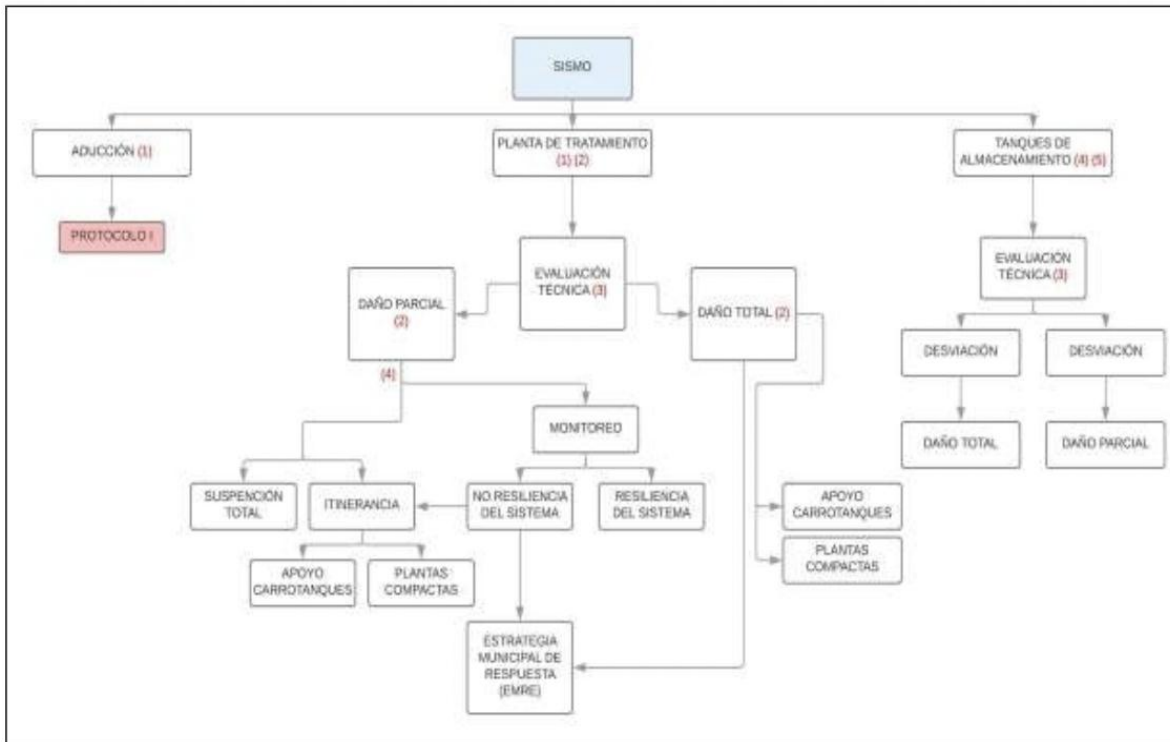 SISMO
ADUCCIÓN (1)
PLANTA DE TRATAMIENTO
(1) (2)
TANQUES DE
ALMACENAMIENTO (4) (5)
PROTOCOLO I
EVALUACIÓN
TÉCNICA (3)
EVALUACIÓN
TÉCNICA (3)
DAÑO PARCIAL
(2)
DAÑO TOTAL (2)
DESVIACIÓN
DESVIACIÓN
(4)
MONITOREO
DAÑO TOTAL
DAÑO PARCIAL
SUSPENCIÓN
TOTAL
ITINERANCIA
NO RESILIENCIA
DEL SISTEMA
RESILIENCIA
DEL SISTEMA
APOYO
CARROTANQUES
PLANTAS
COMPACTAS
APOYO
CARROTANQUES
PLANTAS
COMPACTAS
ESTRATEGIA
MUNICIPAL DE
RESPUESTA
(EMRE)